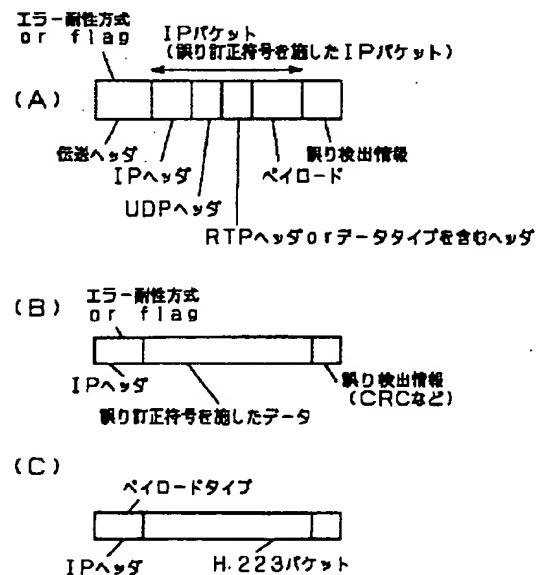 エラー耐性方式
or flag
IPパケット
(誤り訂正符号を施したIPパケット)
(A)
伝送ヘッダ
IPヘッダ
UDPヘッダ
RTPヘッダorデータタイプを含むヘッダ
ペイロード
誤り検出情報
(B)
エラー耐性方式
or flag
IPヘッダ
誤り訂正符号を施したデータ
誤り検出情報
(CRCなど)
(C)
ペイロードタイプ
IPヘッダ
H.223パケット